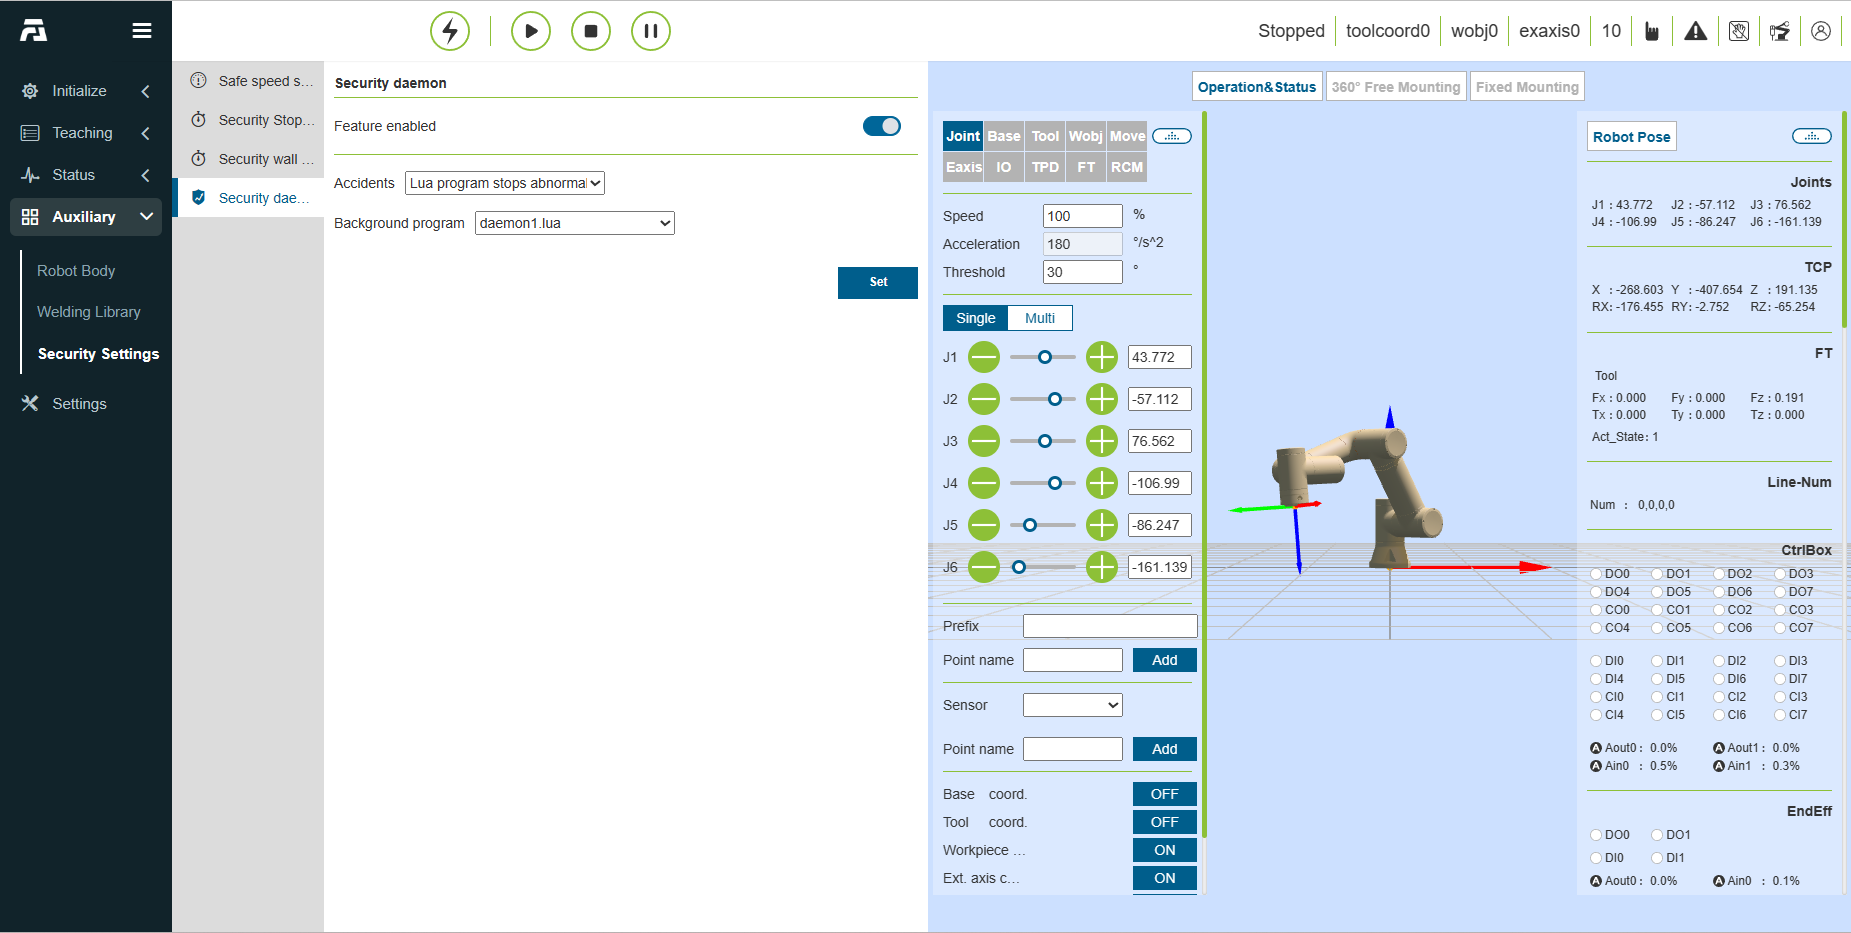 Stopped
toolcoord0
wobj0
exaxis0
10
Initialize
Teaching
Status
Auxiliary
Robot Body
Welding Library
Security Settings
Settings
Safe speed s...
Security Stop...
Security wall ...
Security dae...
Security daemon
Feature enabled
Accidents
Lua program stops abnormal
Background program
daemon1.lua
Set
Operation&Status
360° Free Mounting
Fixed Mounting
Joint Base Tool Wobj Move
Eaxis IO TPD FT RCM
Speed 100 %
Acceleration 180 °/s^2
Threshold 30 °
Single Multi
J1 43.772
J2 -57.112
J3 76.562
J4 -106.99
J5 -86.247
J6 -161.139
Prefix
Point name Add
Sensor
Point name Add
Base coord. OFF
Tool coord. OFF
Workpiece ... ON
Ext. axis c... ON
Robot Pose
Joints
J1 : 43.772 J2 : -57.112 J3 : 76.562
J4 : -106.99 J5 : -86.247 J6 : -161.139
TCP
X : -268.603 Y : -407.654 Z : 191.135
RX: -176.455 RY: -2.752 RZ: -65.254
FT
Tool
Fx : 0.000 Fy : 0.000 Fz : 0.191
Tx : 0.000 Ty : 0.000 Tz : 0.000
Act_State : 1
Line-Num
Num : 0,0,0,0
CtrlBox
DO0 DO1 DO2 DO3
DO4 DO5 DO6 DO7
CO0 CO1 CO2 CO3
CO4 CO5 CO6 CO7
DI0 DI1 DI2 DI3
DI4 DI5 DI6 DI7
CI0 CI1 CI2 CI3
CI4 CI5 CI6 CI7
A Aout0 : 0.0% A Aout1 : 0.0%
A Ain0 : 0.5% A Ain1 : 0.3%
EndEff
DO0 DO1
DI0 DI1
A Aout0 : 0.0% A Ain0 : 0.1%